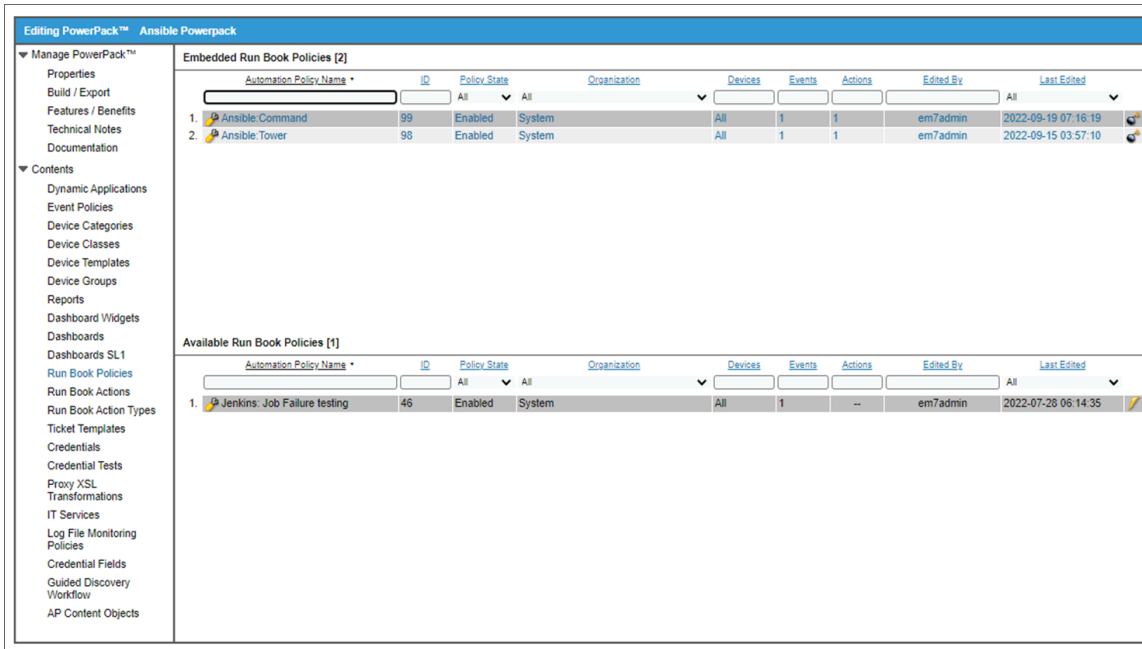 Editing PowerPack™ Ansible Powerpack
Manage PowerPack™
Properties
Build / Export
Features / Benefits
Technical Notes
Documentation
Contents
Dynamic Applications
Event Policies
Device Categories
Device Classes
Device Templates
Device Groups
Reports
Dashboard Widgets
Dashboards
Dashboards SL1
Run Book Policies
Run Book Actions
Run Book Action Types
Ticket Templates
Credentials
Credential Tests
Proxy XSL
Transformations
IT Services
Log File Monitoring
Policies
Credential Fields
Guided Discovery
Workflow
AP Content Objects
Embedded Run Book Policies [2]
Automation Policy Name • ID Policy State Organization Devices Events Actions Edited By Last Edited
All All All
1. Ansible:Command 99 Enabled System All 1 1 em7admin 2022-09-19 07:16:19
2. Ansible:Tower 98 Enabled System All 1 1 em7admin 2022-09-15 03:57:10
Available Run Book Policies [1]
Automation Policy Name • ID Policy State Organization Devices Events Actions Edited By Last Edited
All All All
1. Jenkins: Job Failure testing 46 Enabled System All 1 -- em7admin 2022-07-28 06:14:35